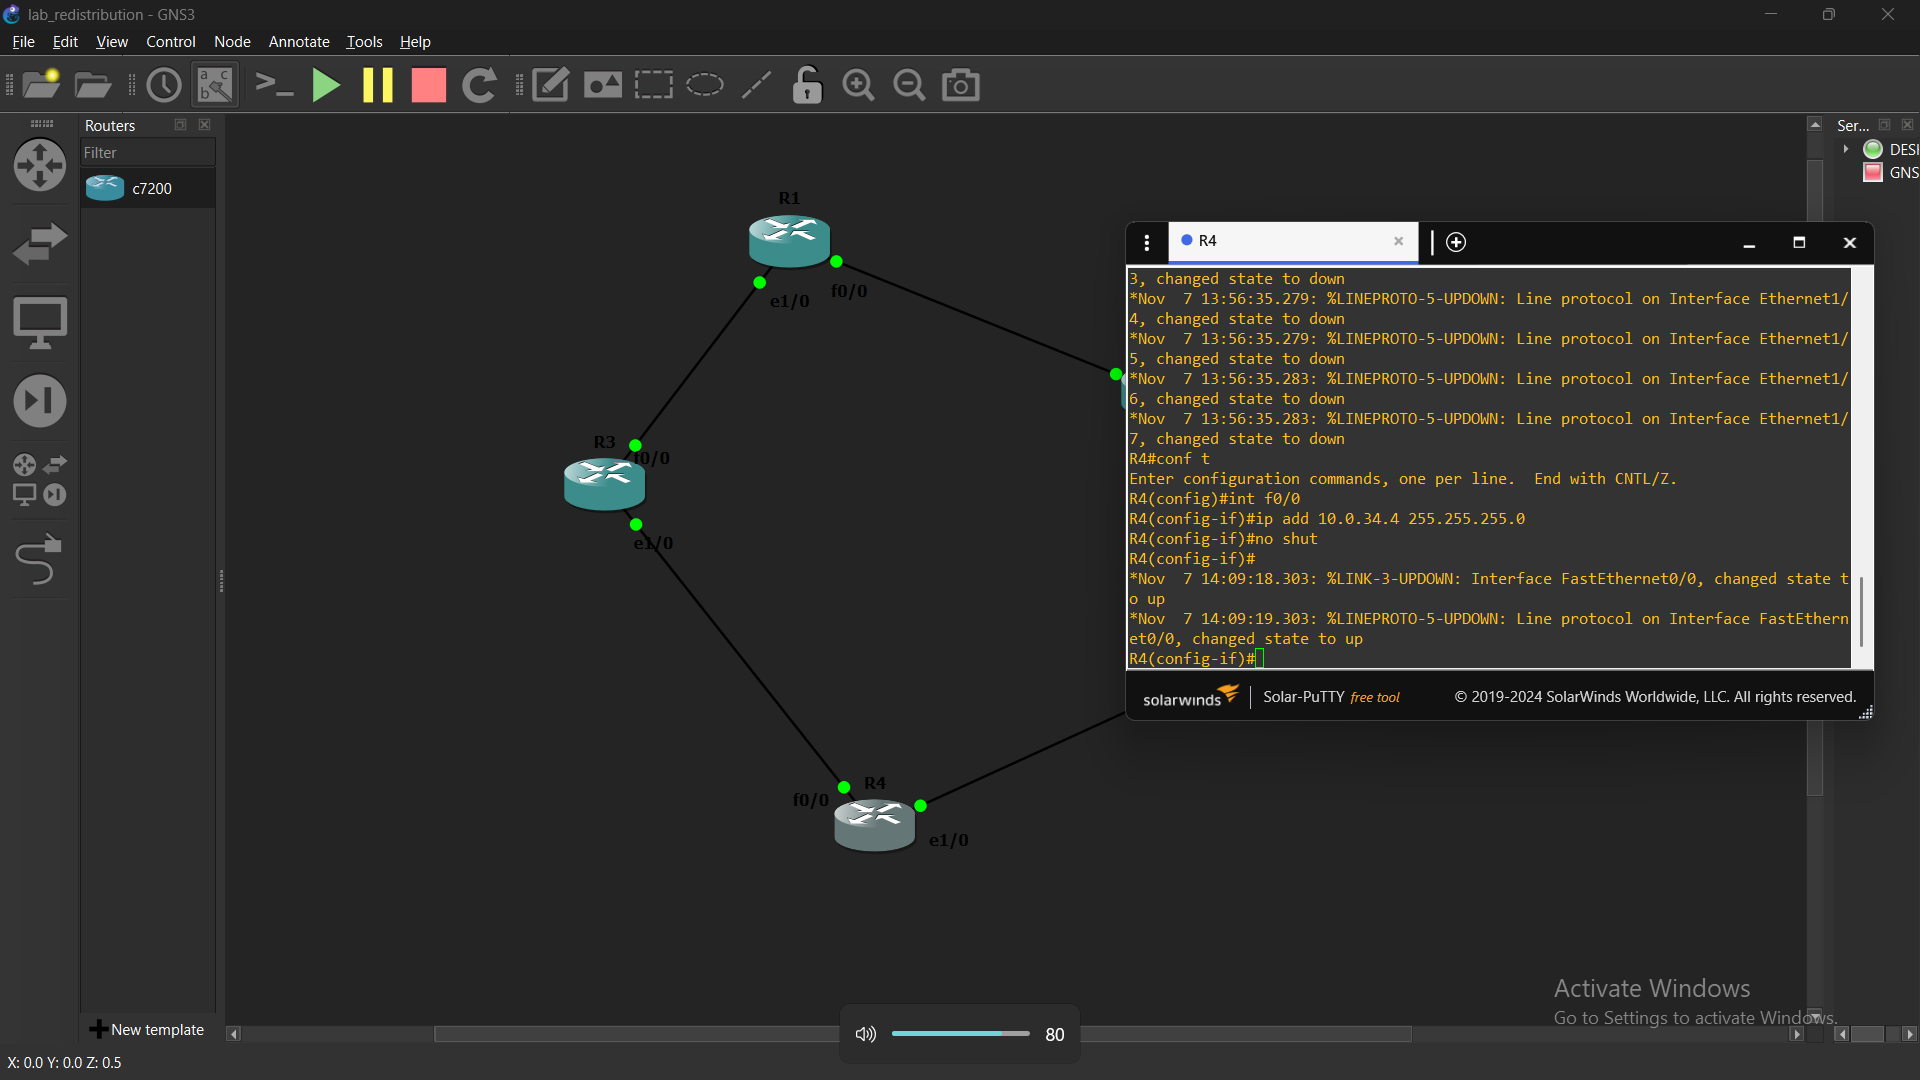 lab_redistribution - GNS3
File Edit View Control Node Annotate Tools Help
Routers
Filter
c7200
New template
X: 0.0 Y: 0.0 Z: 0.5
R1
e1/0
f0/0
R3
f0/0
e1/0
R4
f0/0
e1/0
Ser...
DESH
GNS
R4
3, changed state to down
*Nov  7 13:56:35.279: %LINEPROTO-5-UPDOWN: Line protocol on Interface Ethernet1/
4, changed state to down
*Nov  7 13:56:35.279: %LINEPROTO-5-UPDOWN: Line protocol on Interface Ethernet1/
5, changed state to down
*Nov  7 13:56:35.283: %LINEPROTO-5-UPDOWN: Line protocol on Interface Ethernet1/
6, changed state to down
*Nov  7 13:56:35.283: %LINEPROTO-5-UPDOWN: Line protocol on Interface Ethernet1/
7, changed state to down
R4#conf t
Enter configuration commands, one per line.  End with CNTL/Z.
R4(config)#int f0/0
R4(config-if)#ip add 10.0.34.4 255.255.255.0
R4(config-if)#no shut
R4(config-if)#
*Nov  7 14:09:18.303: %LINK-3-UPDOWN: Interface FastEthernet0/0, changed state t
o up
*Nov  7 14:09:19.303: %LINEPROTO-5-UPDOWN: Line protocol on Interface FastEthern
et0/0, changed state to up
R4(config-if)#
solarwinds Solar-PuTTY free tool © 2019-2024 SolarWinds Worldwide, LLC. All rights reserved.
Activate Windows
Go to Settings to activate Windows.
80